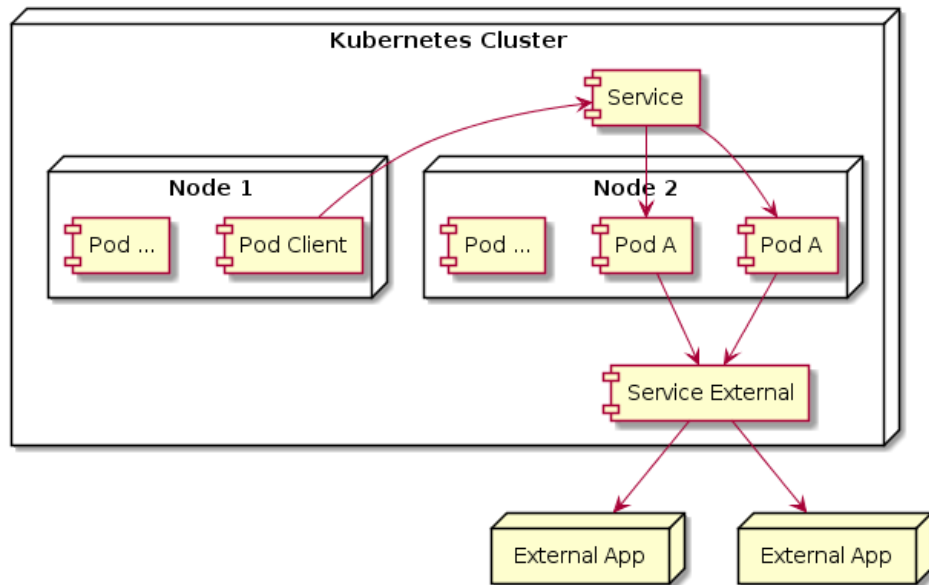 Kubernetes Cluster
Service
Node 1
Node 2
Pod ...
Pod Client
Pod ...
Pod A
Pod A
Service External
External App
External App